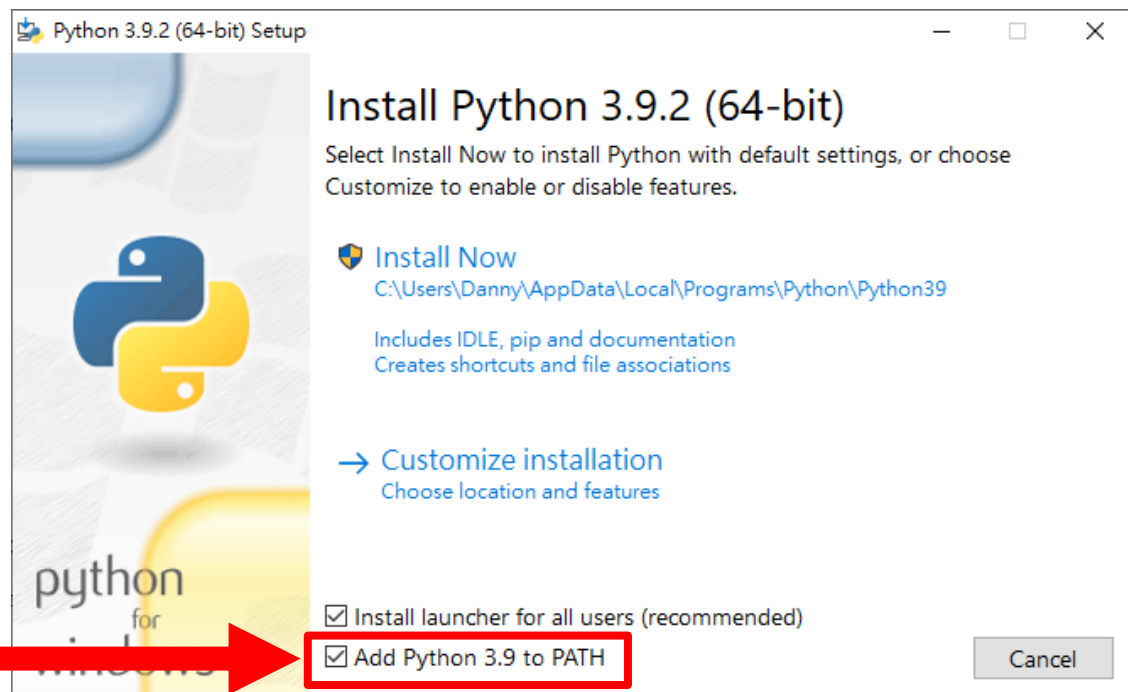 Python 3.9.2 (64-bit) Setup
Install Python 3.9.2 (64-bit)
Select Install Now to install Python with default settings, or choose
Customize to enable or disable features.
Install Now
C:\Users\Danny\AppData\Local\Programs\Python\Python39
Includes IDLE, pip and documentation
Creates shortcuts and file associations
Customize installation
Choose location and features
python
for
Install launcher for all users (recommended)
Add Python 3.9 to PATH
Cancel